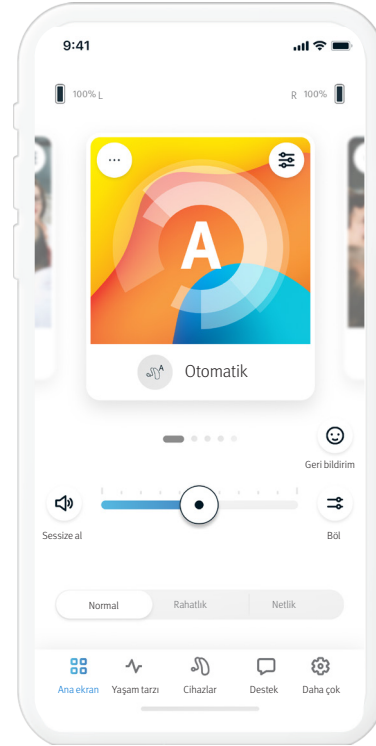 9:41
100% L
R 100%
...
A
A
Otomatik
Geri bildirim
Sessize al
Böl
Normal Rahatlık Netlik
Ana ekran Yaşam tarzı Cihazlar Destek Daha çok